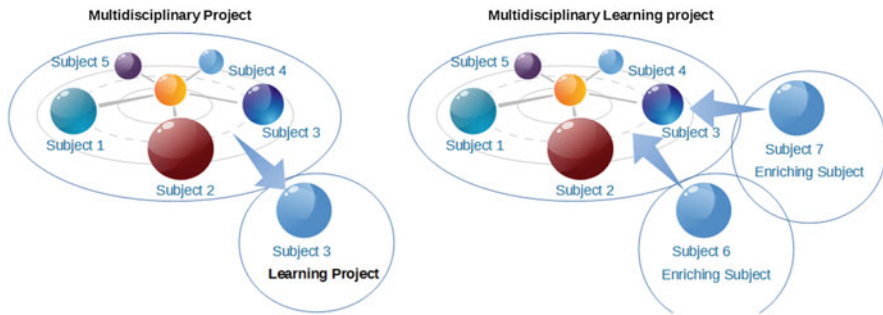 Multidisciplinary Project
Subject 5
Subject 4
Subject 1
Subject 3
Subject 2
Subject 3
Learning Project
Multidisciplinary Learning project
Subject 5
Subject 4
Subject 1
Subject 3
Subject 2
Subject 7
Enriching Subject
Subject 6
Enriching Subject